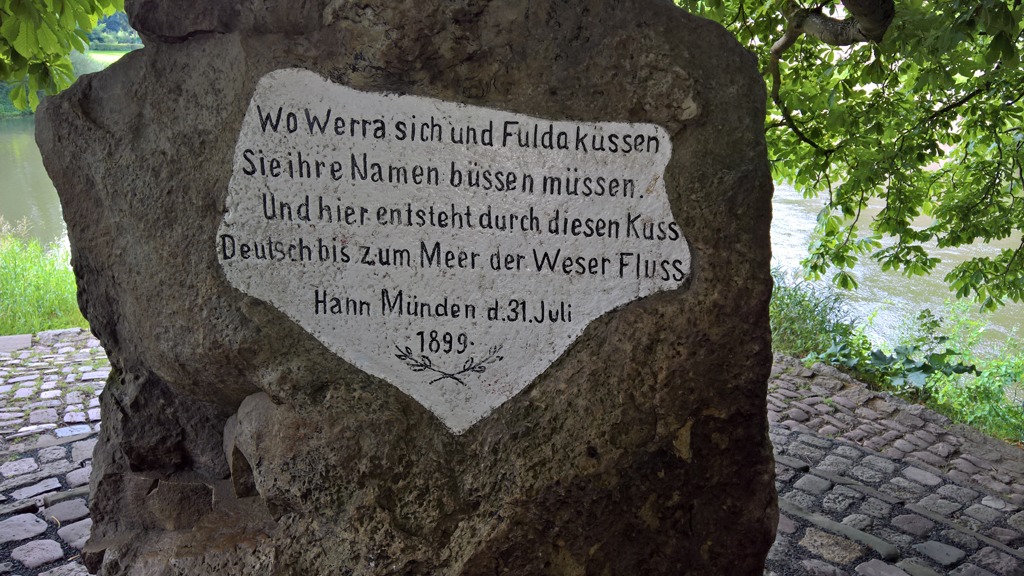 Wo Werra sich und Fulda küssen
Sie ihre Namen büssen müssen.
Und hier entsteht durch diesen Kuss
Deutsch bis zum Meer der Weser Fluss
Hann Münden d.31.Juli
1899.